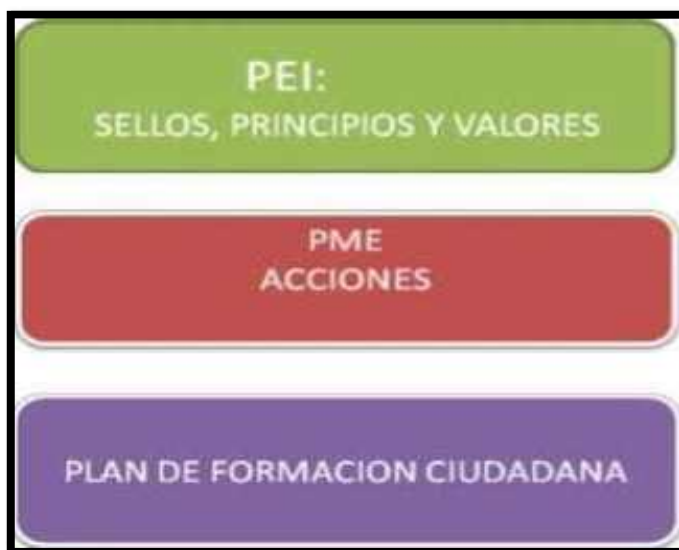 PEI:
SELLOS, PRINCIPIOS Y VALORES
PME
ACCIONES
PLAN DE FORMACION CIUDADANA